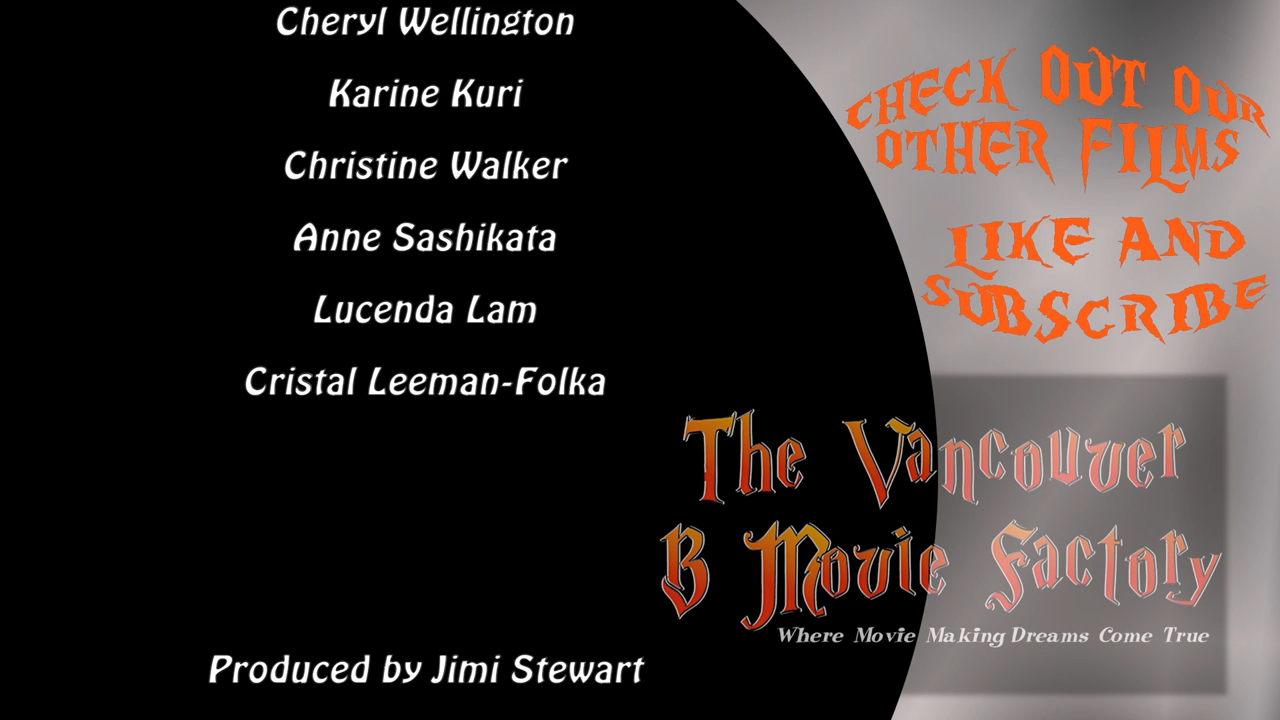 Cheryl Wellington
Karine Kuri
Christine Walker
Anne Sashikata
Lucenda Lam
Cristal Leeman-Folka
Produced by Jimi Stewart
CHECK OUT OUR
OTHER FILMS
LIKE AND
SUBSCRIBE
The Vancouver
B Movie Factory
Where Movie Making Dreams Come True